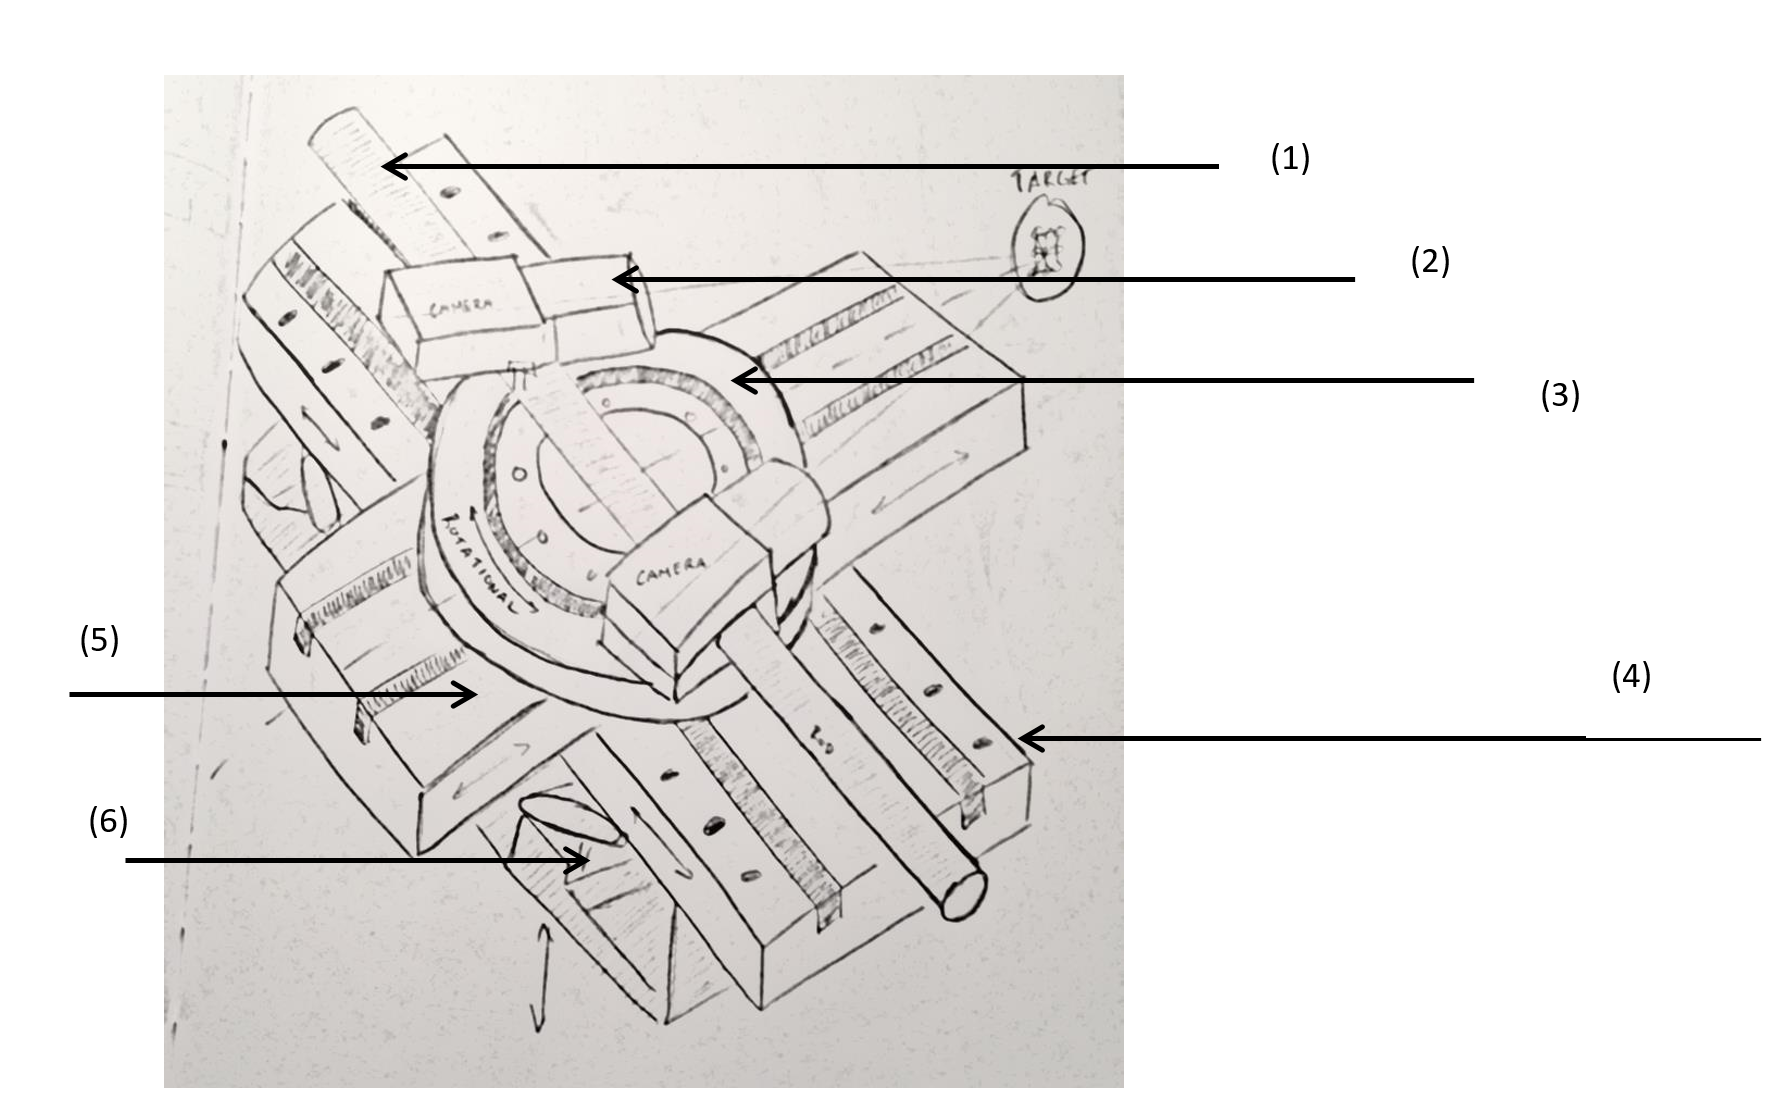 (1)
TARGET
(2)
CAMERA
(3)
ROTATIONAL
CAMERA
(5)
(4)
ROD
(6)